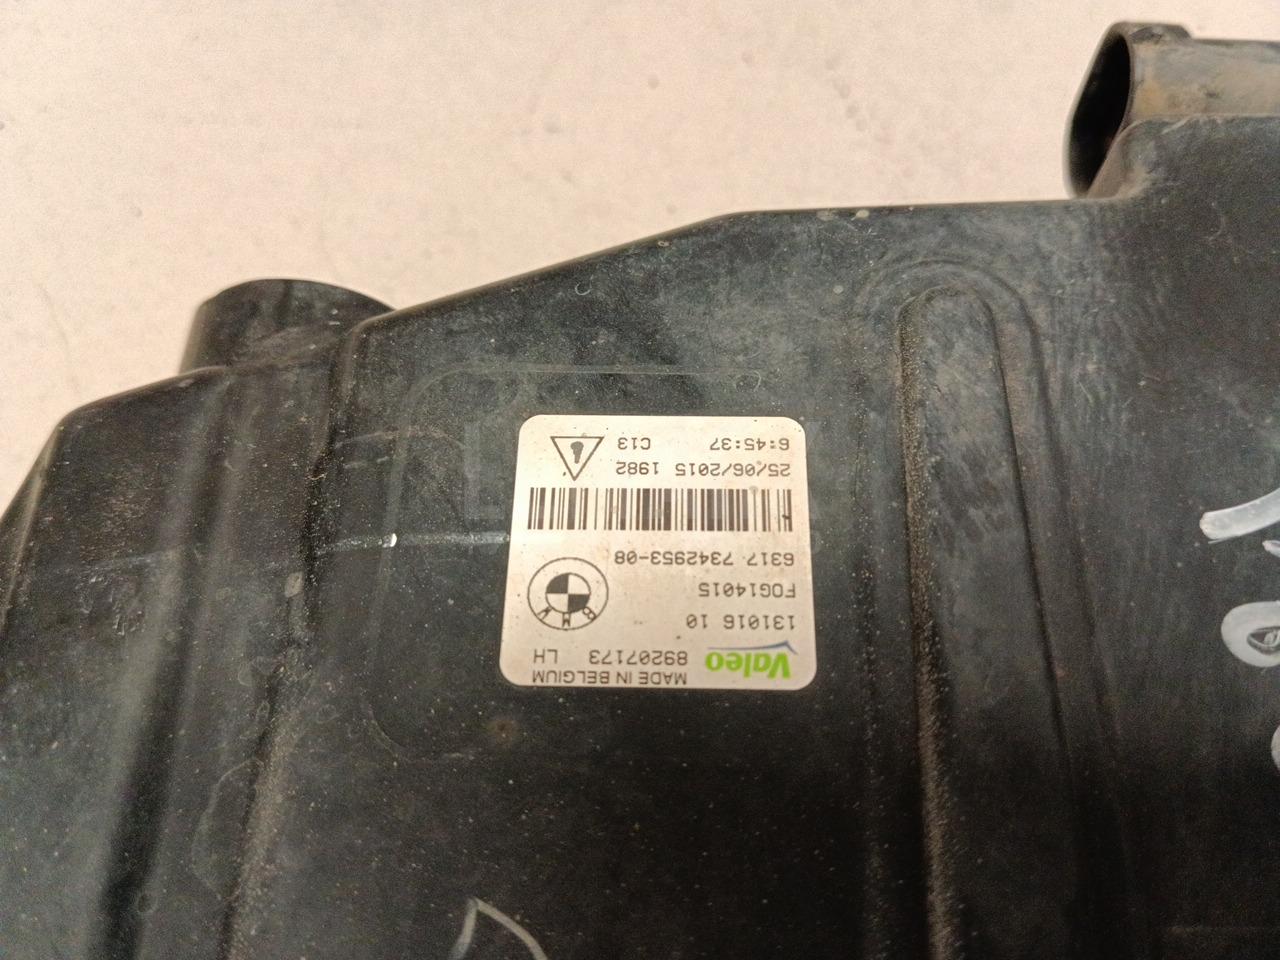 Valeo MADE IN BELGIUM
89207173 LH
131016 10
FOG14015
BMW
6317 7342953-08
25/06/2015 1982
6:45:37 C13